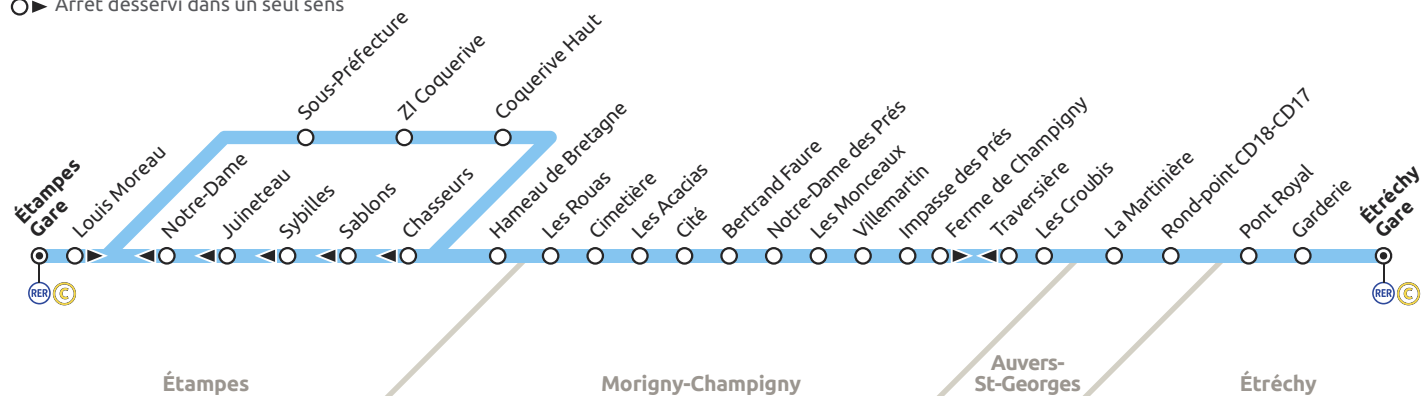 Arrêt desservi dans un seul sens
Sous-Préfecture
ZI Coquerive
Coquerive Haut
Étampes
Gare
Louis Moreau
Notre-Dame
Juineteau
Sybilles
Sablons
Chasseurs
Hameau de Bretagne
Les Rouas
Cimetière
Les Acacias
Cité
Bertrand Faure
Notre-Dame des Prés
Les Monceaux
Villemartin
Impasse des Prés
Ferme de Champigny
Traversière
Les Croubis
La Martinière
Rond-point CD18-CD17
Pont Royal
Garderie
Étréchy
Gare
RER C
RER C
Étampes
Morigny-Champigny
Auvers-
St-Georges
Étréchy